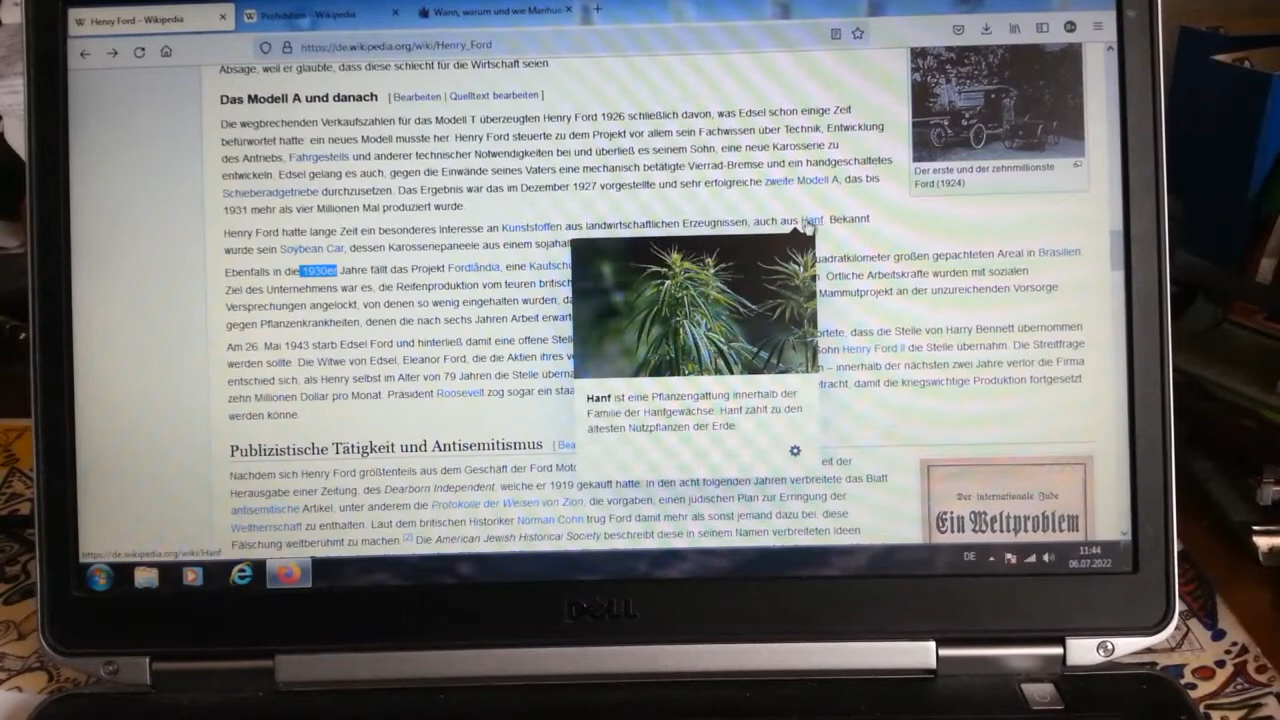 Henry Ford – Wikipedia
Prohibition – Wikipedia
Wann, warum und wie Marihu
https://de.wikipedia.org/wiki/Henry_Ford
Absage, weil er glaubte, dass diese schlecht für die Wirtschaft seien.
Das Modell A und danach [ Bearbeiten | Quelltext bearbeiten ]
Die wegbrechenden Verkaufszahlen für das Modell T überzeugten Henry Ford 1926 schließlich davon, was Edsel schon einige Zeit
befürwortet hatte: ein neues Modell musste her. Henry Ford steuerte zu dem Projekt vor allem sein Fachwissen über Technik, Entwicklung
des Antriebs, Fahrgestells und anderer technischer Notwendigkeiten bei und überließ es seinem Sohn, eine neue Karosserie zu
entwickeln. Edsel gelang es auch, gegen die Einwände seines Vaters eine mechanisch betätigte Vierrad-Bremse und ein handgeschaltetes
Schieberadgetriebe durchzusetzen. Das Ergebnis war das im Dezember 1927 vorgestellte und sehr erfolgreiche zweite Modell A, das bis
1931 mehr als vier Millionen Mal produziert wurde.
Der erste und der zehnmillionste
Ford (1924)
Henry Ford hatte lange Zeit ein besonderes Interesse an Kunststoffen aus landwirtschaftlichen Erzeugnissen, auch aus Hanf. Bekannt
wurde sein Soybean Car, dessen Karosseriepaneele aus einem sojahal
Ebenfalls in die 1930er Jahre fällt das Projekt Fordlândia, eine Kautschu
uadratkilometer großen gepachteten Areal in Brasilien.
Ziel des Unternehmens war es, die Reifenproduktion vom teuren britisch
n. Örtliche Arbeitskräfte wurden mit sozialen
Versprechungen angelockt, von denen so wenig eingehalten wurden, da
Mammutprojekt an der unzureichenden Vorsorge
gegen Pflanzenkrankheiten, denen die nach sechs Jahren Arbeit erwart
Am 26. Mai 1943 starb Edsel Ford und hinterließ damit eine offene Stell
ortete, dass die Stelle von Harry Bennett übernommen
werden sollte. Die Witwe von Edsel, Eleanor Ford, die die Aktien ihres v
sohn Henry Ford II die Stelle übernahm. Die Streitfrage
entschied sich, als Henry selbst im Alter von 79 Jahren die Stelle überna
n – innerhalb der nächsten zwei Jahre verlor die Firma
zehn Millionen Dollar pro Monat. Präsident Roosevelt zog sogar ein staa
tracht, damit die kriegswichtige Produktion fortgesetzt
werden könne.
Hanf ist eine Pflanzengattung innerhalb der
Familie der Hanfgewächse. Hanf zählt zu den
ältesten Nutzpflanzen der Erde.
Publizistische Tätigkeit und Antisemitismus [ Bea
Nachdem sich Henry Ford größtenteils aus dem Geschäft der Ford Moto
eit der
Herausgabe einer Zeitung, des Dearborn Independent, welche er 1919 gekauft hatte. In den acht folgenden Jahren verbreitete das Blatt
antisemitische Artikel, unter anderem die Protokolle der Weisen von Zion, die vorgaben, einen jüdischen Plan zur Erringung der
Weltherrschaft zu enthalten. Laut dem britischen Historiker Norman Cohn trug Ford damit mehr als sonst jemand dazu bei, diese
Fälschung weltberühmt zu machen.[2] Die American Jewish Historical Society beschreibt diese in seinem Namen verbreiteten Ideen
Der internationale Jude
Ein Weltproblem
https://de.wikipedia.org/wiki/Hanf
DE
11:44
06.07.2022
DELL